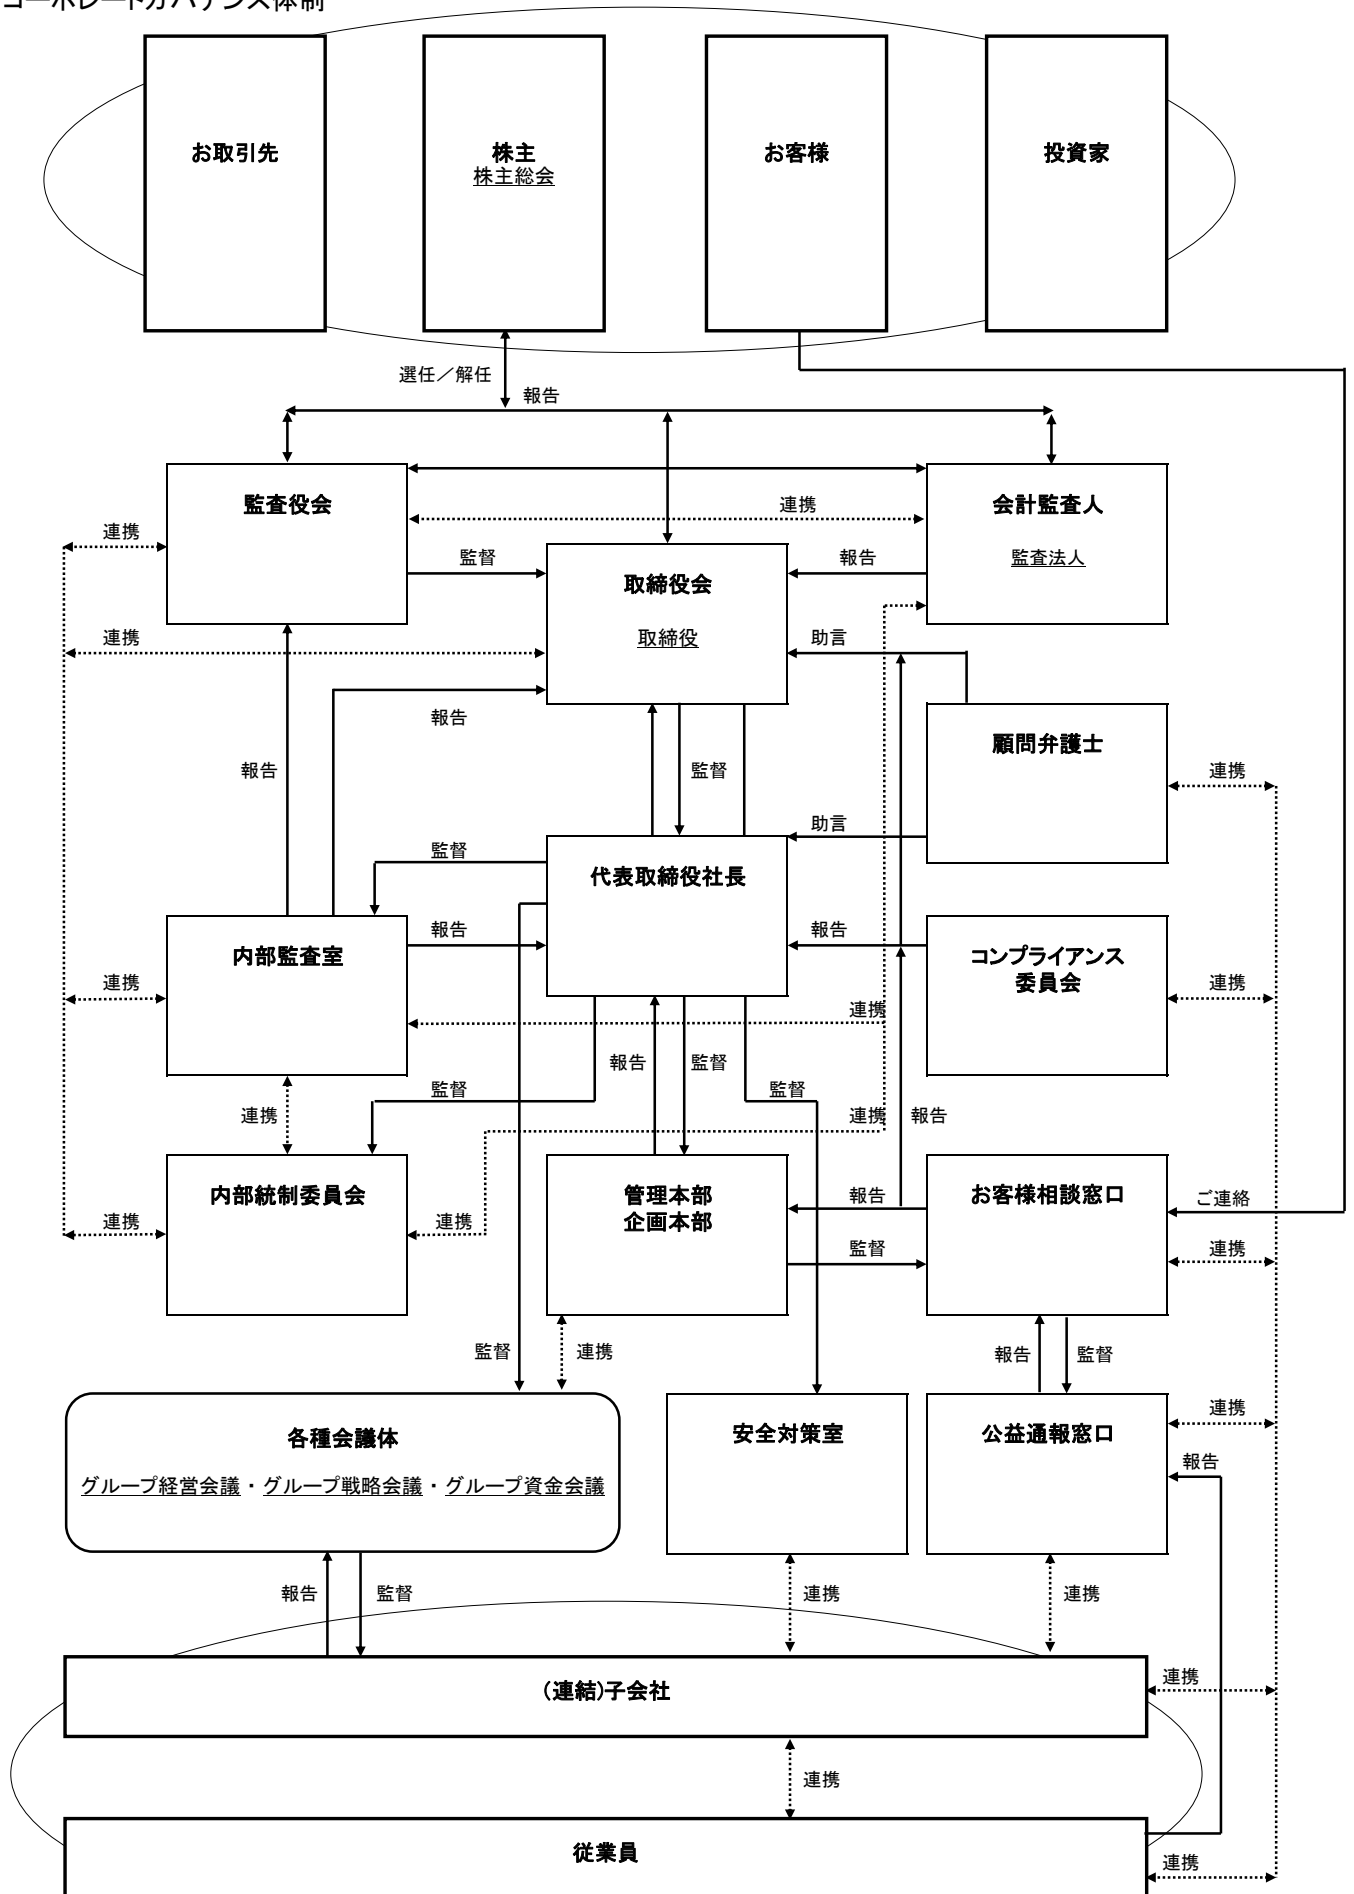 コーポレートガバナンス体制
お取引先
株主
株主総会
お客様
投資家
選任／解任
報告
監査役会
会計監査人
監査法人
連携
連携
監督
報告
取締役会
取締役
連携
助言
報告
顧問弁護士
報告
監督
連携
助言
監督
代表取締役社長
報告
報告
内部監査室
コンプライアンス
委員会
連携
連携
連携
報告
監督
監督
監督
連携
連携
報告
内部統制委員会
管理本部
企画本部
お客様相談窓口
報告
ご連絡
連携
連携
監督
連携
監督
連携
報告
監督
各種会議体
グループ経営会議・グループ戦略会議・グループ資金会議
安全対策室
公益通報窓口
連携
報告
報告
監督
連携
連携
(連結)子会社
連携
連携
従業員
連携